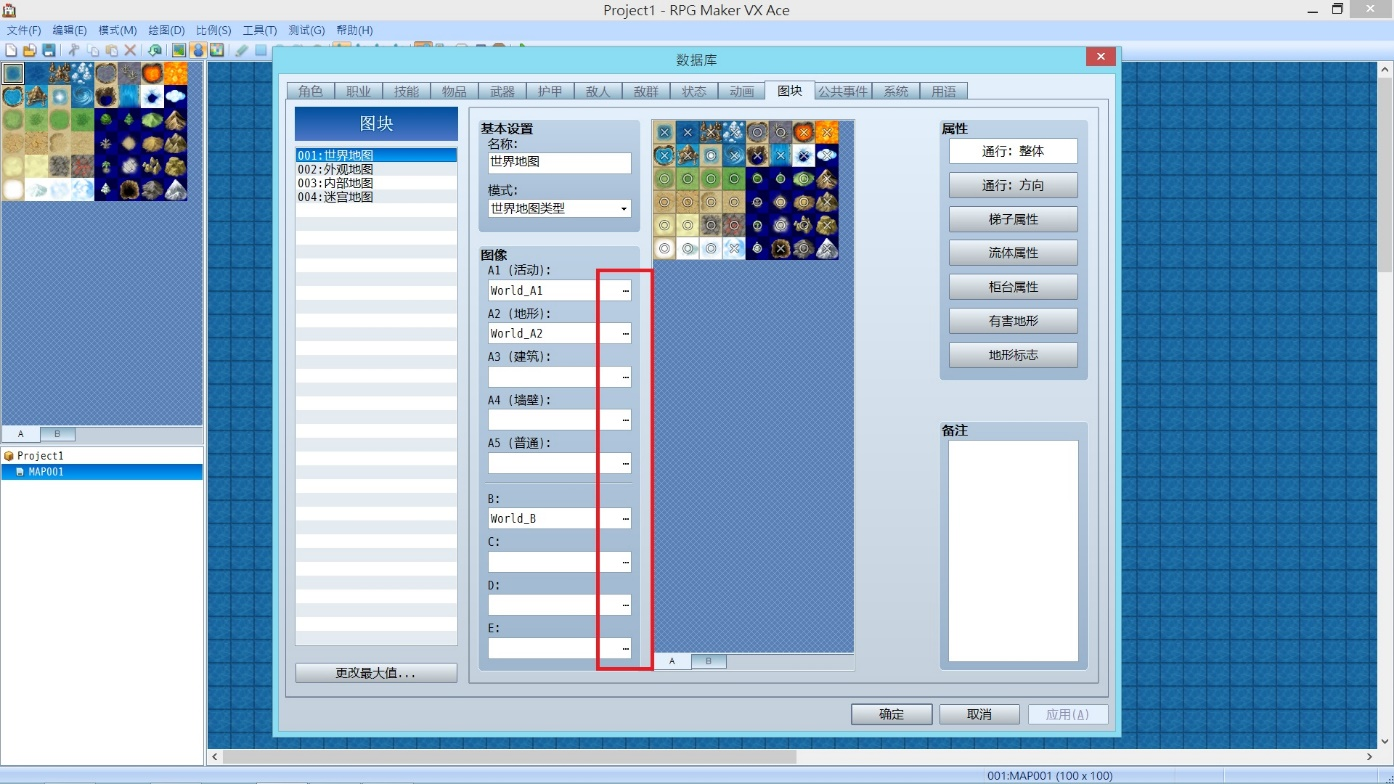 Project1 - RPG Maker VX Ace
文件(F) 编辑(E) 模式(M) 绘图(D) 比例(S) 工具(T) 测试(G) 帮助(H)
数据库
角色 职业 技能 物品 武器 护甲 敌人 敌群 状态 动画 图块 公共事件 系统 用语
图块
001:世界地图
002:外观地图
003:内部地图
004:迷宫地图
更改最大值...
基本设置
名称:
世界地图
模式:
世界地图类型
图像
A1 (活动):
World_A1 ...
A2 (地形):
World_A2 ...
A3 (建筑):
...
A4 (墙壁):
...
A5 (普通):
...
B:
World_B ...
C:
...
D:
...
E:
...
A B
属性
通行: 整体
通行: 方向
梯子属性
流体属性
柜台属性
有害地形
地形标志
备注
确定 取消 应用(A)
A B
Project1
MAP001
001:MAP001 (100 x 100)